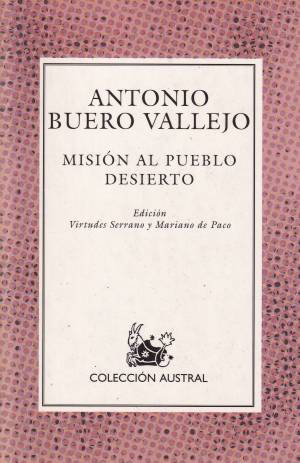 ANTONIO
BUERO VALLEJO
MISIÓN AL PUEBLO
DESIERTO
Edición
Virtudes Serrano y Mariano de Paco
COLECCIÓN AUSTRAL